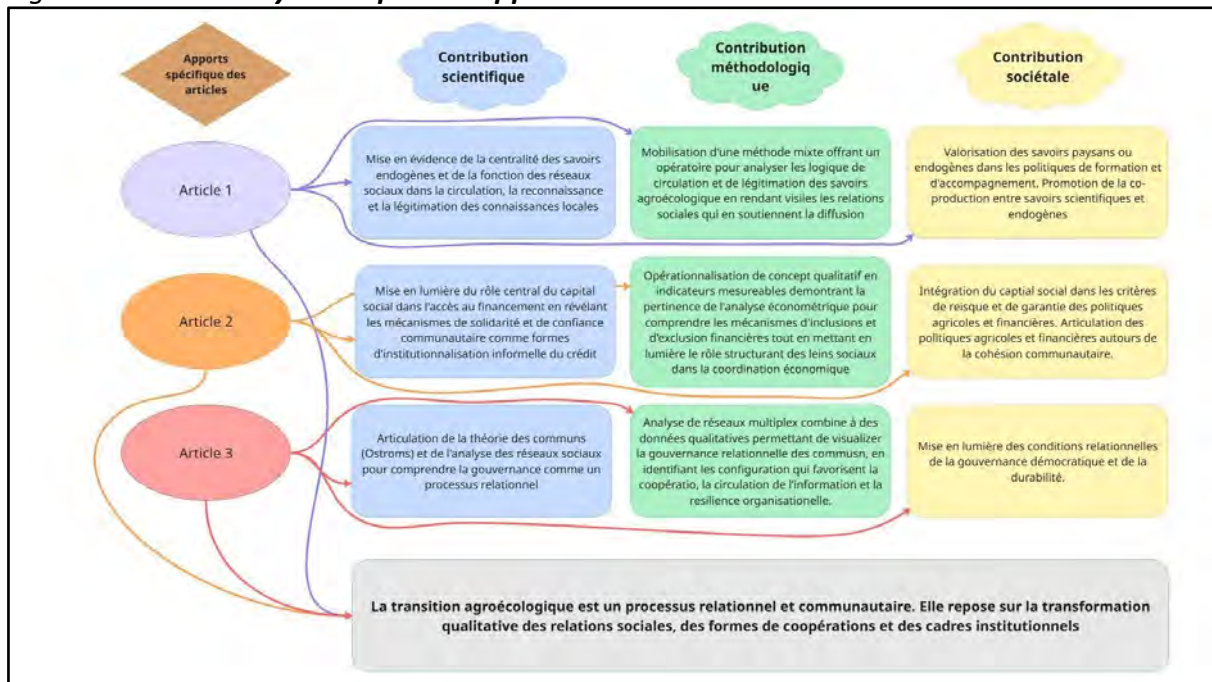 Apports
spécifique des
articles
Contribution
scientifique
Contribution
méthodologiq
ue
Contribution
sociétale
Article 1
Mise en évidence de la centralité des savoirs
endogènes et de la fonction des réseaux
sociaux dans la circulation, la reconnaissance
et la légitimation des connaissances locales
Mobilisation d'une méthode mixte offrant un
opératoire pour analyser les logique de
circulation et de légitimation des savoirs
agroécologique en rendant visiles les relations
sociales qui en soutiennent la diffusion
Valorisation des savoirs paysans ou
endogènes dans les politiques de formation et
d'accompagnement. Promotion de la co-
production entre savoirs scientifiques et
endogènes
Article 2
Mise en lumière du rôle central du capital
social dans l'accès au financement en révélant
les mécanismes de solidarité et de confiance
communautaire comme formes
d'institutionnalisation informelle du crédit
Opérationnalisation de concept qualitatif en
indicateurs mesureables demontrant la
pertinence de l'analyse économétrique pour
comprendre les mécanismes d'inclusions et
d'exclusion financières tout en mettant en
lumière le rôle structurant des leins sociaux
dans la coordination économique
Intégration du captial social dans les critères
de reisque et de garantie des politiques
agricoles et financières. Articulation des
politiques agricoles et financières autours de
la cohésion communautaire.
Article 3
Articulation de la théorie des communs
(Ostroms) et de l'analyse des réseaux sociaux
pour comprendre la gouvernance comme un
processus relationnel
Analyse de réseaux multiplex combine à des
données qualitatives permettant de visualizer
la gouvernance relationnelle des commusn, en
identifiant les configuration qui favorisent la
coopératio, la circulation de l'information et la
resilience organisationelle.
Mise en lumière des conditions relationnelles
de la gouvernance démocratique et de la
durabilité.
La transition agroécologique est un processus relationnel et communautaire. Elle repose sur la transformation
qualitative des relations sociales, des formes de coopérations et des cadres institutionnels